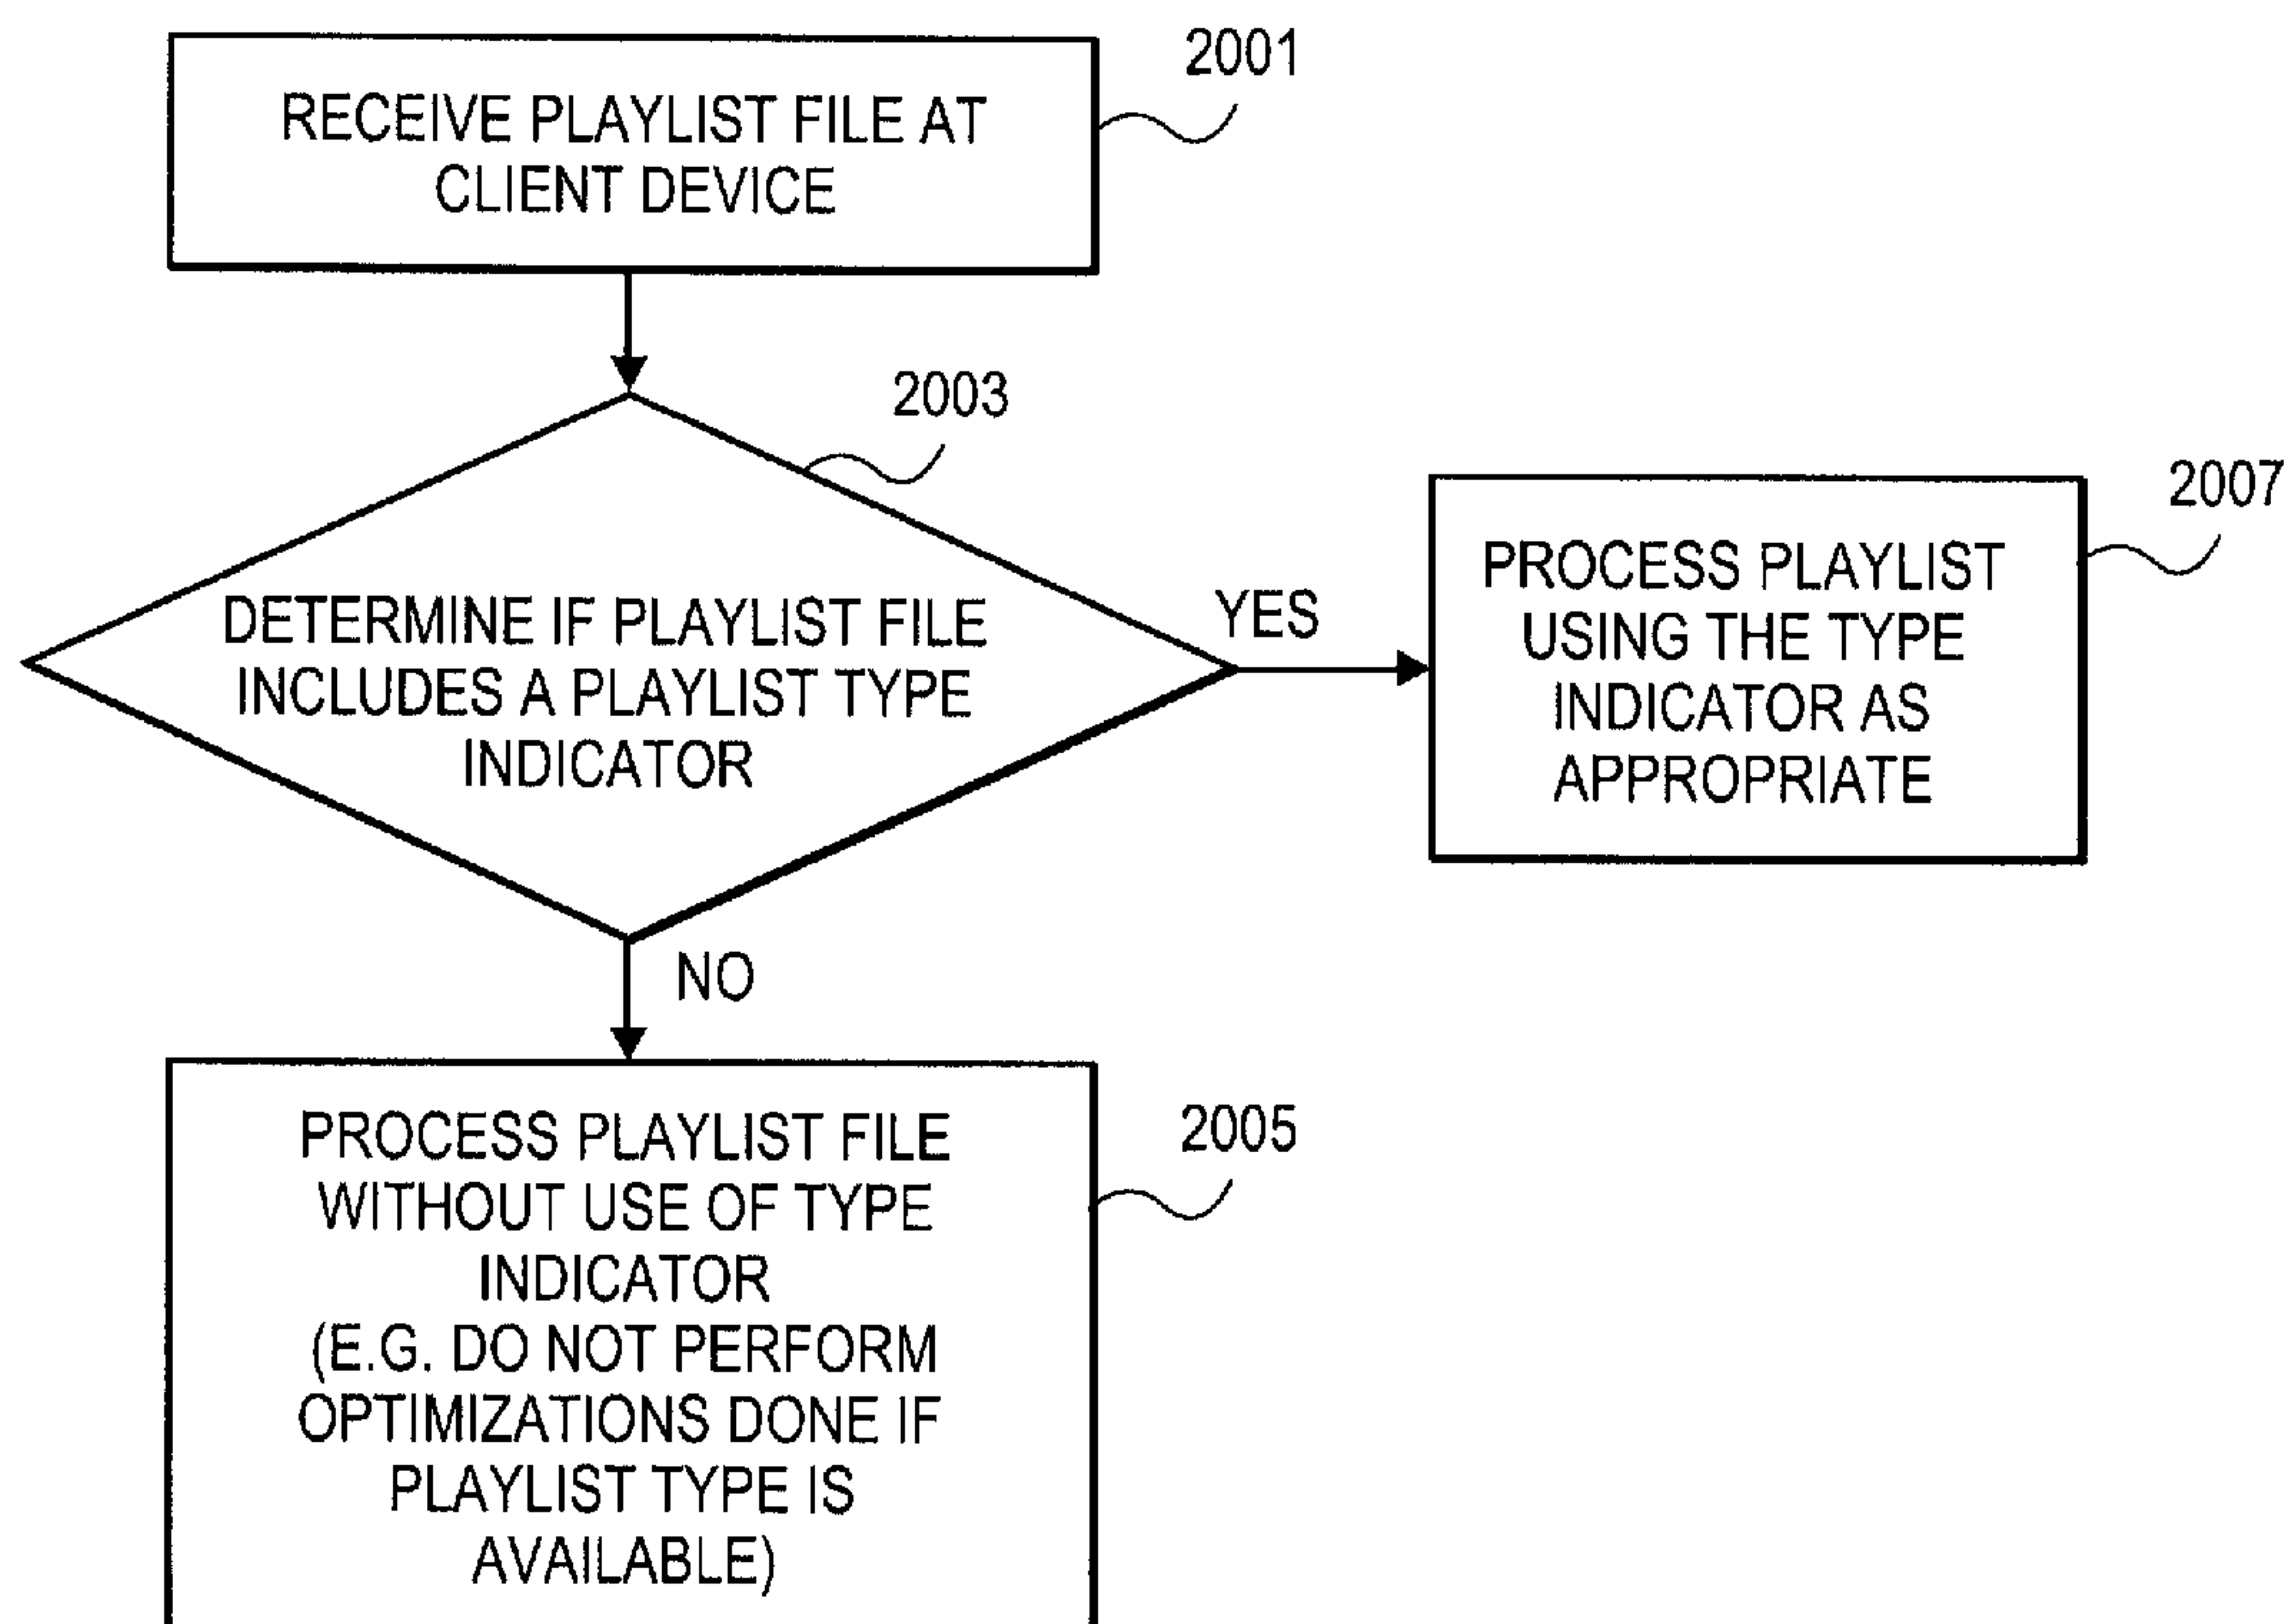 2001
RECEIVE PLAYLIST FILE AT
CLIENT DEVICE
2003
DETERMINE IF PLAYLIST FILE
INCLUDES A PLAYLIST TYPE
INDICATOR
YES
2007
PROCESS PLAYLIST
USING THE TYPE
INDICATOR AS
APPROPRIATE
NO
2005
PROCESS PLAYLIST FILE
WITHOUT USE OF TYPE
INDICATOR
(E.G. DO NOT PERFORM
OPTIMIZATIONS DONE IF
PLAYLIST TYPE IS
AVAILABLE)